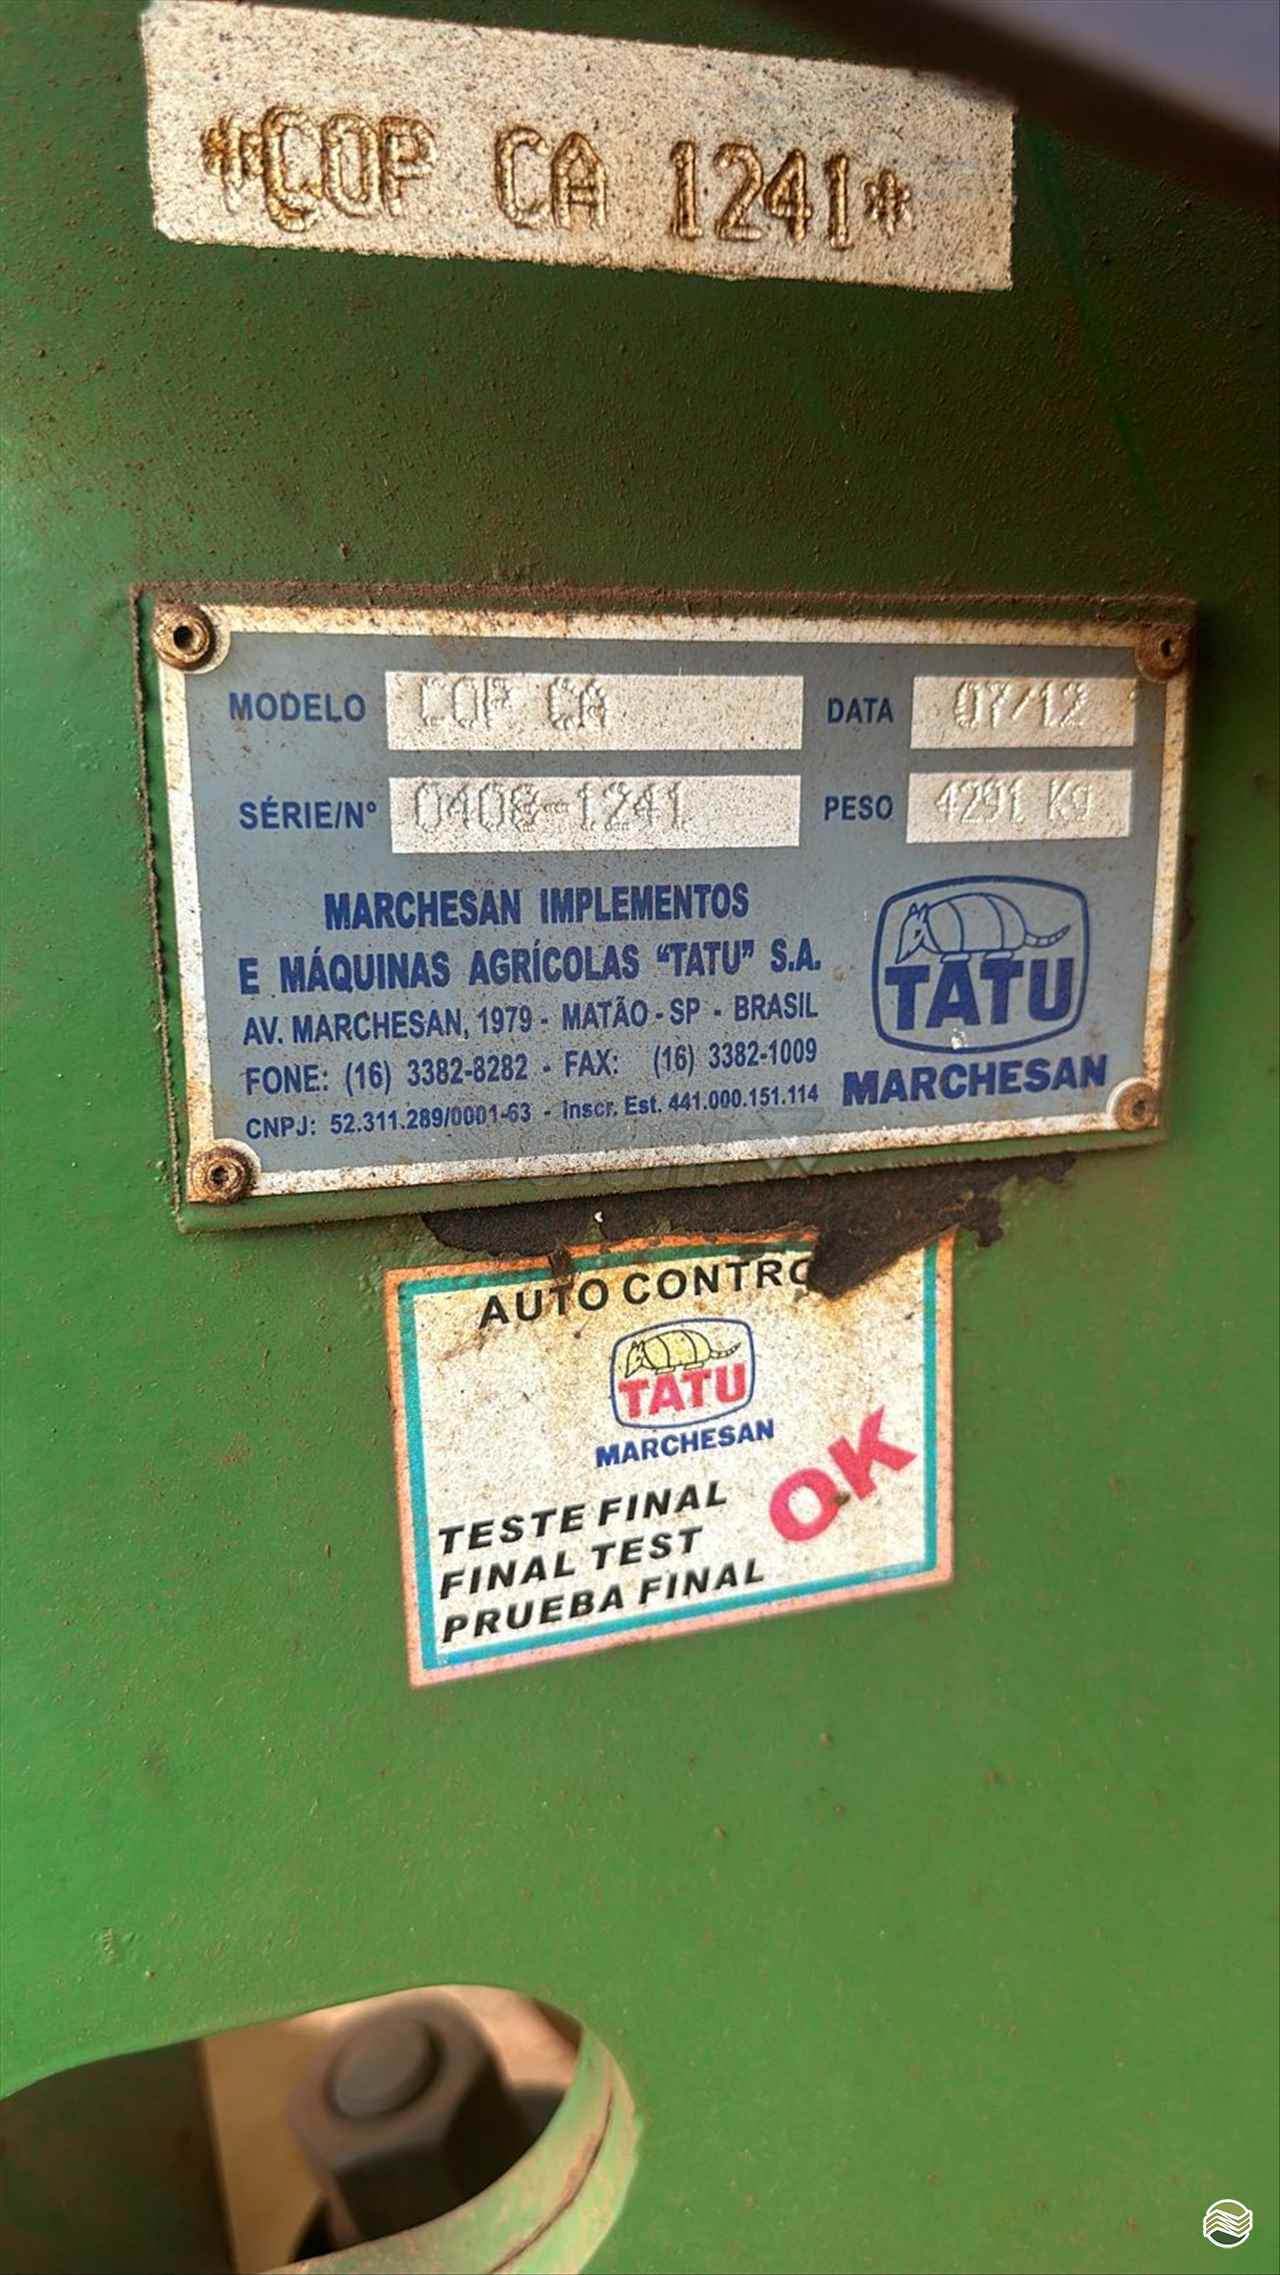 *COP CA 1241*
MODELO COP CA DATA 07/12
SÉRIE/Nº 0408-1241 PESO 4291 Kg
MARCHESAN IMPLEMENTOS
E MÁQUINAS AGRÍCOLAS “TATU” S.A.
AV. MARCHESAN, 1979 - MATÃO - SP - BRASIL
FONE: (16) 3382-8282 - FAX: (16) 3382-1009
CNPJ: 52.311.289/0001-63 - Inscr. Est. 441.000.151.114
TATU
MARCHESAN
AUTO CONTRO
TATU
MARCHESAN
OK
TESTE FINAL
FINAL TEST
PRUEBA FINAL